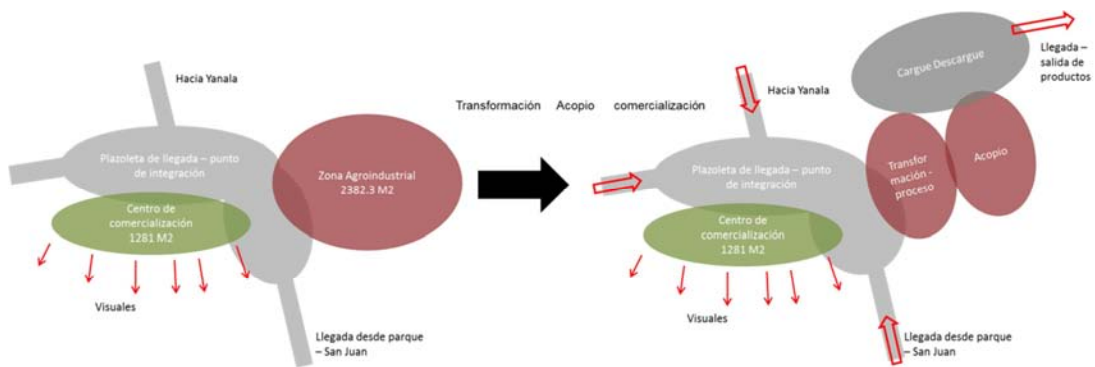 Hacia Yanala
Plazoleta de llegada – punto
de integración
Zona Agroindustrial
2382.3 M2
Centro de
comercialización
1281 M2
Visuales
Llegada desde parque
– San Juan
Transformación Acopio comercialización
Cargue Descargue
Llegada –
salida de
productos
Hacia Yanala
Plazoleta de llegada – punto
de integración
Transfor
mación -
proceso
Acopio
Centro de
comercialización
1281 M2
Visuales
Llegada desde parque
– San Juan